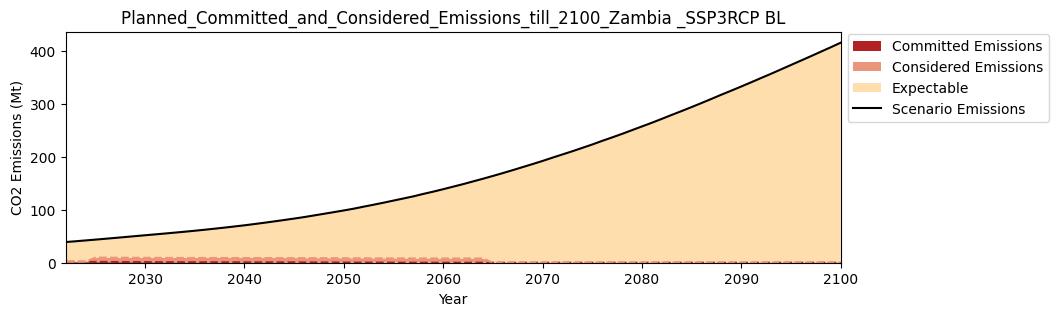 Planned_Committed_and_Considered_Emissions_till_2100_Zambia _SSP3RCP BL
400
300
200
100
0
CO2 Emissions (Mt)
2030 2040 2050 2060 2070 2080 2090 2100
Year
Committed Emissions
Considered Emissions
Expectable
Scenario Emissions